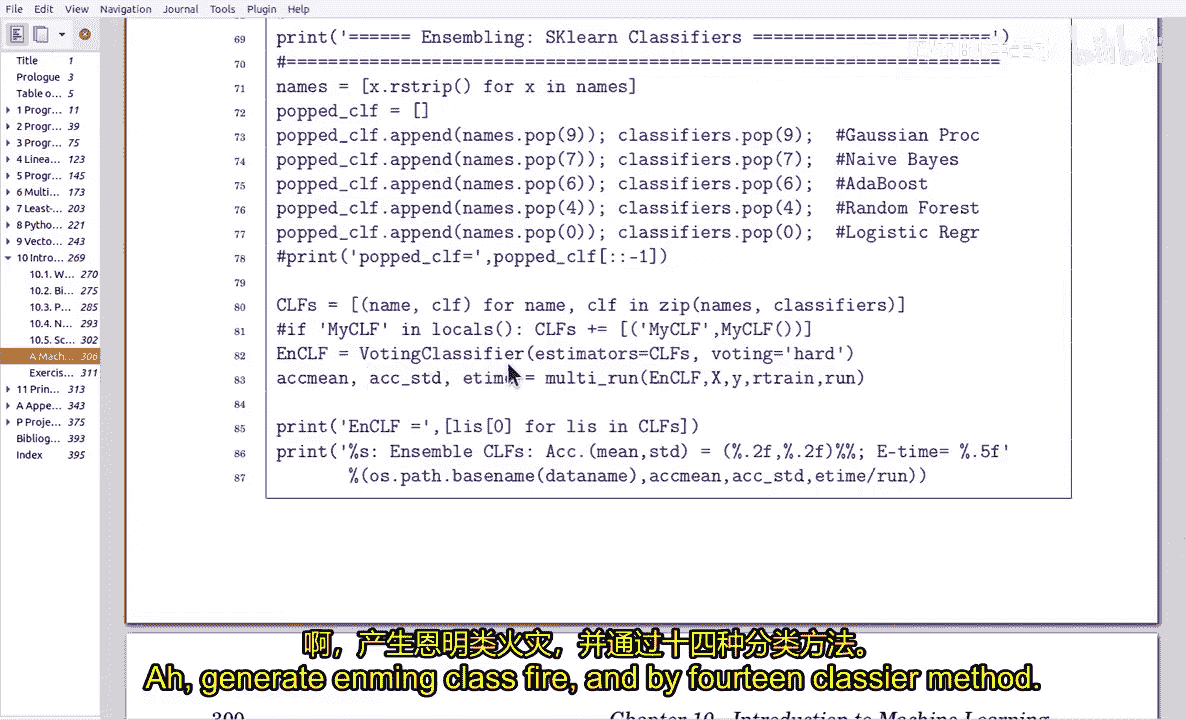 File Edit View Navigation Journal Tools Plugin Help
Title 1
Prologue 3
Table o... 5
1 Progr... 11
2 Progr... 39
3 Progr... 75
4 Linea... 123
5 Progr... 145
6 Multi... 173
7 Least-... 203
8 Pytho... 221
9 Vecto... 243
10 Intro... 269
10.1. W... 270
10.2. Bi... 275
10.3. P... 285
10.4. N... 293
10.5. Sc... 302
A Mach... 306
Exercis... 311
11 Prin... 313
A Appe... 343
P Proje... 375
Bibliog... 393
Index 395
69 print('====== Ensembling: SKlearn Classifiers =======================')
70 #=====================================================================
71 names = [x.rstrip() for x in names]
72 popped_clf = []
73 popped_clf.append(names.pop(9)); classifiers.pop(9); #Gaussian Proc
74 popped_clf.append(names.pop(7)); classifiers.pop(7); #Naive Bayes
75 popped_clf.append(names.pop(6)); classifiers.pop(6); #AdaBoost
76 popped_clf.append(names.pop(4)); classifiers.pop(4); #Random Forest
77 popped_clf.append(names.pop(0)); classifiers.pop(0); #Logistic Regr
78 #print('popped_clf=',popped_clf[::-1])
79
80 CLFs = [(name, clf) for name, clf in zip(names, classifiers)]
81 #if 'MyCLF' in locals(): CLFs += [('MyCLF',MyCLF())]
82 EnCLF = VotingClassifier(estimators=CLFs, voting='hard')
83 accmean, acc_std, etime = multi_run(EnCLF,X,y,rtrain,run)
84
85 print('EnCLF =',[lis[0] for lis in CLFs])
86 print('%s: Ensemble CLFs: Acc.(mean,std) = (%.2f,%.2f)%%; E-time= %.5f'
87 %(os.path.basename(dataname),accmean,acc_std,etime/run))
啊，产生恩明类火灾，并通过十四种分类方法。
Ah, generate enming class fire, and by fourteen classier method.
300 Chapter 10. Introduction to Machine Learning